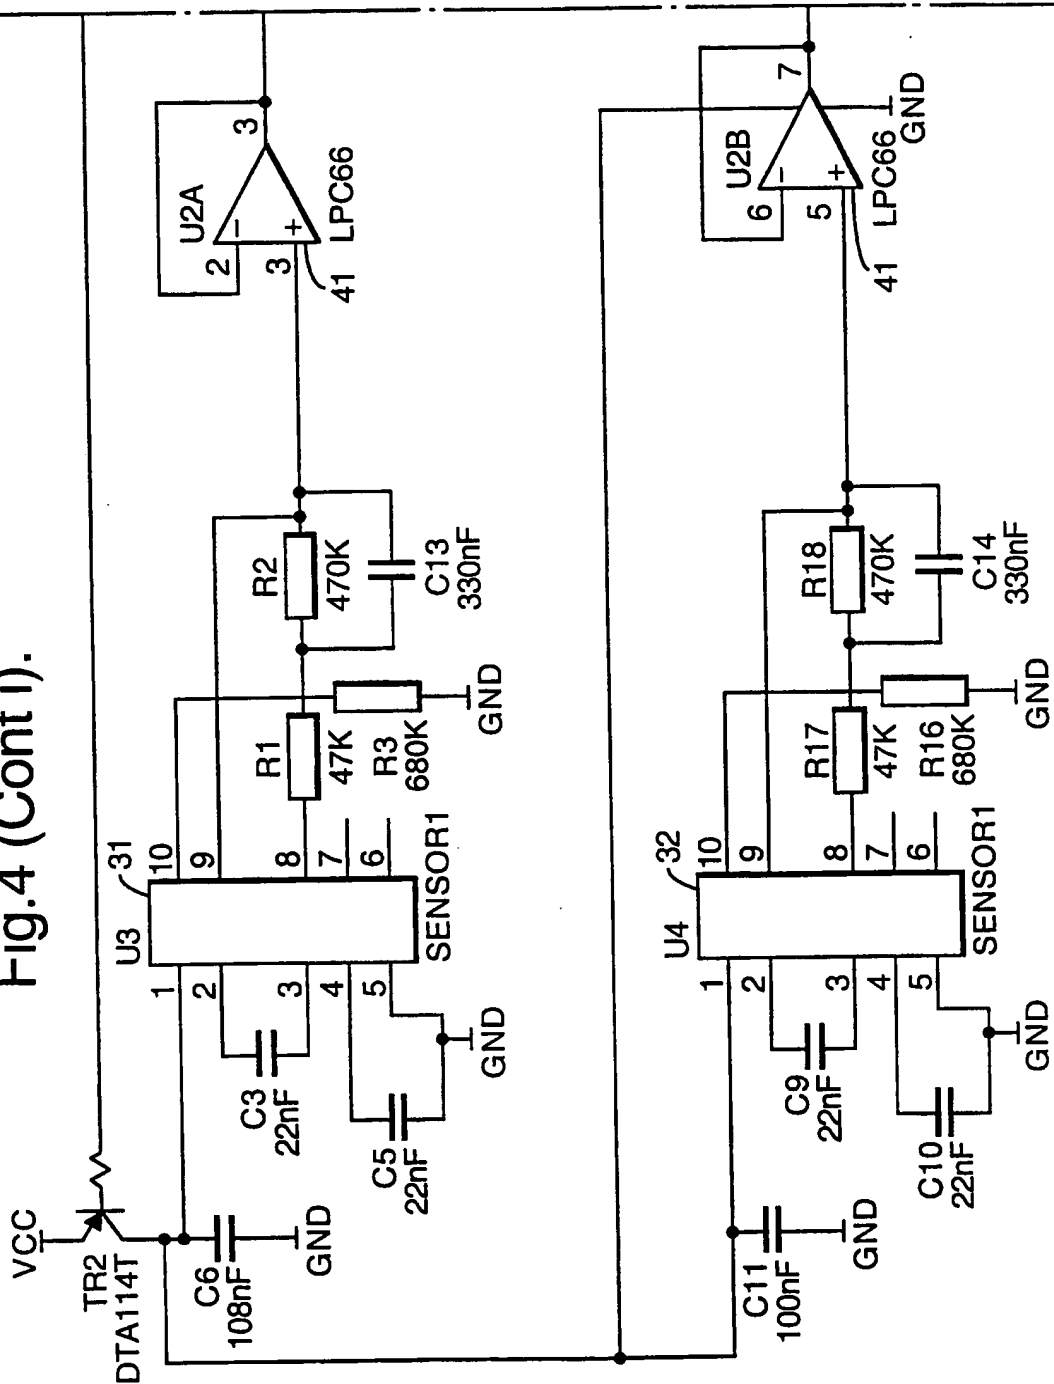 Fig.4 (Cont I).
VCC
TR2
DTA114T
C6
108nF
GND
U3
31
1
2
3
4
5
10
9
8
7
6
SENSOR1
C3
22nF
C5
22nF
GND
R1
47K
R3
680K
GND
R2
470K
C13
330nF
U2A
2
3
3
−
+
LPC66
41
C11
100nF
GND
U4
32
1
2
3
4
5
10
9
8
7
6
SENSOR1
C9
22nF
C10
22nF
GND
R17
47K
R16
680K
GND
R18
470K
C14
330nF
U2B
6
5
7
−
+
LPC66
41
GND